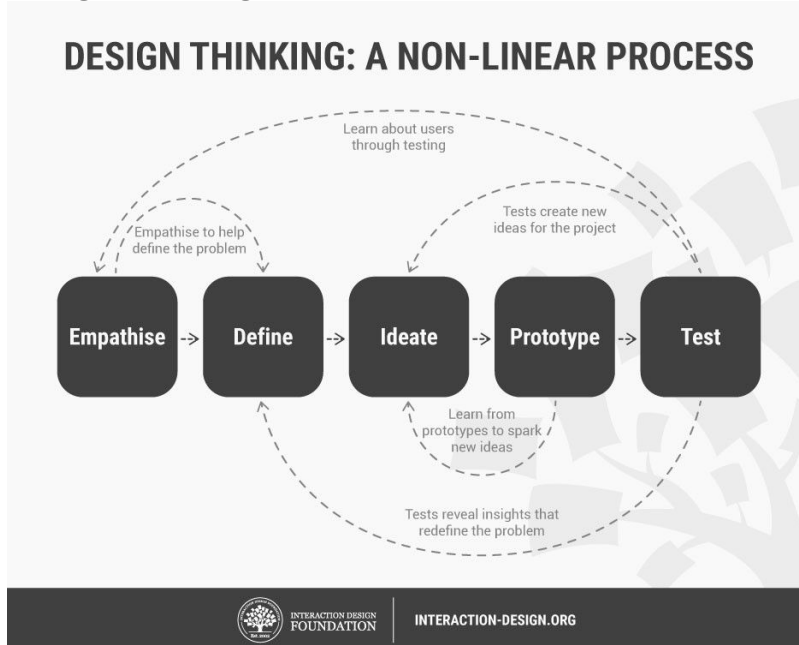 DESIGN THINKING: A NON-LINEAR PROCESS
Learn about users
through testing
Empathise to help
define the problem
Tests create new
ideas for the project
Empathise
Define
Ideate
Prototype
Test
Learn from
prototypes to spark
new ideas
Tests reveal insights that
redefine the problem
INTERACTION DESIGN
FOUNDATION
INTERACTION-DESIGN.ORG